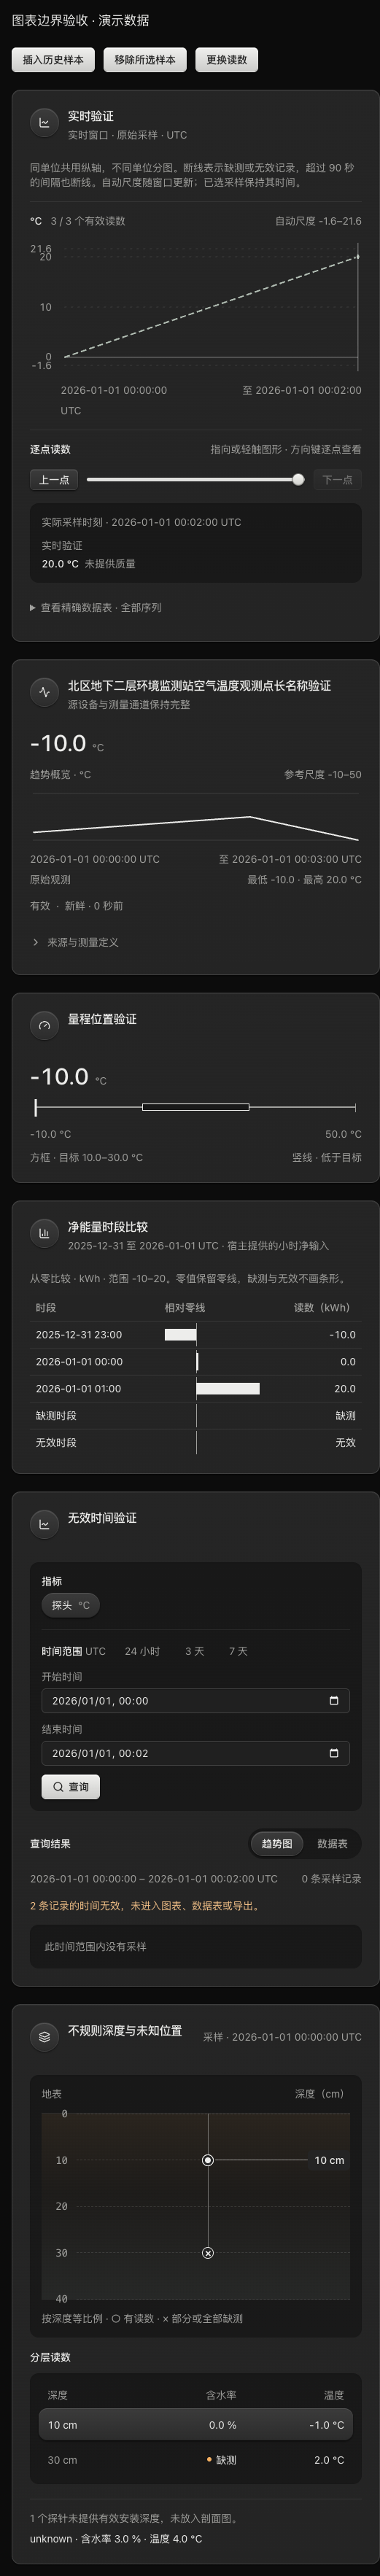 图表边界验收 · 演示数据
插入历史样本 移除所选样本 更换读数
实时验证
实时窗口 · 原始采样 · UTC
同单位共用纵轴，不同单位分图。断线表示缺测或无效记录，超过 90 秒
的间隔也断线。自动尺度随窗口更新；已选采样保持其时间。
°C 3 / 3 个有效读数 自动尺度 -1.6–21.6
21.6
20
10
0
-1.6
2026-01-01 00:00:00 至 2026-01-01 00:02:00
UTC
逐点读数 指向或轻触图形 · 方向键逐点查看
上一点 下一点
实际采样时刻 · 2026-01-01 00:02:00 UTC
实时验证
20.0 °C 未提供质量
查看精确数据表 · 全部序列
北区地下二层环境监测站空气温度观测点长名称验证
源设备与测量通道保持完整
-10.0 °C
趋势概览 · °C 参考尺度 -10–50
2026-01-01 00:00:00 UTC 至 2026-01-01 00:03:00 UTC
原始观测 最低 -10.0 · 最高 20.0 °C
有效 · 新鲜 · 0 秒前
来源与测量定义
量程位置验证
-10.0 °C
-10.0 °C 50.0 °C
方框 · 目标 10.0–30.0 °C 竖线 · 低于目标
净能量时段比较
2025-12-31 至 2026-01-01 UTC · 宿主提供的小时净输入
从零比较 · kWh · 范围 -10–20。零值保留零线，缺测与无效不画条形。
时段 相对零线 读数（kWh）
2025-12-31 23:00 -10.0
2026-01-01 00:00 0.0
2026-01-01 01:00 20.0
缺测时段 缺测
无效时段 无效
无效时间验证
指标
探头 °C
时间范围 UTC 24 小时 3 天 7 天
开始时间
2026/01/01, 00:00
结束时间
2026/01/01, 00:02
查询
查询结果 趋势图 数据表
2026-01-01 00:00:00 – 2026-01-01 00:02:00 UTC 0 条采样记录
2 条记录的时间无效，未进入图表、数据表或导出。
此时间范围内没有采样
不规则深度与未知位置 采样 · 2026-01-01 00:00:00 UTC
地表 深度（cm）
0
10 10 cm
20
30
40
按深度等比例 · ○ 有读数 · × 部分或全部缺测
分层读数
深度 含水率 温度
10 cm 0.0 % -1.0 °C
30 cm 缺测 2.0 °C
1 个探针未提供有效安装深度，未放入剖面图。
unknown · 含水率 3.0 % · 温度 4.0 °C